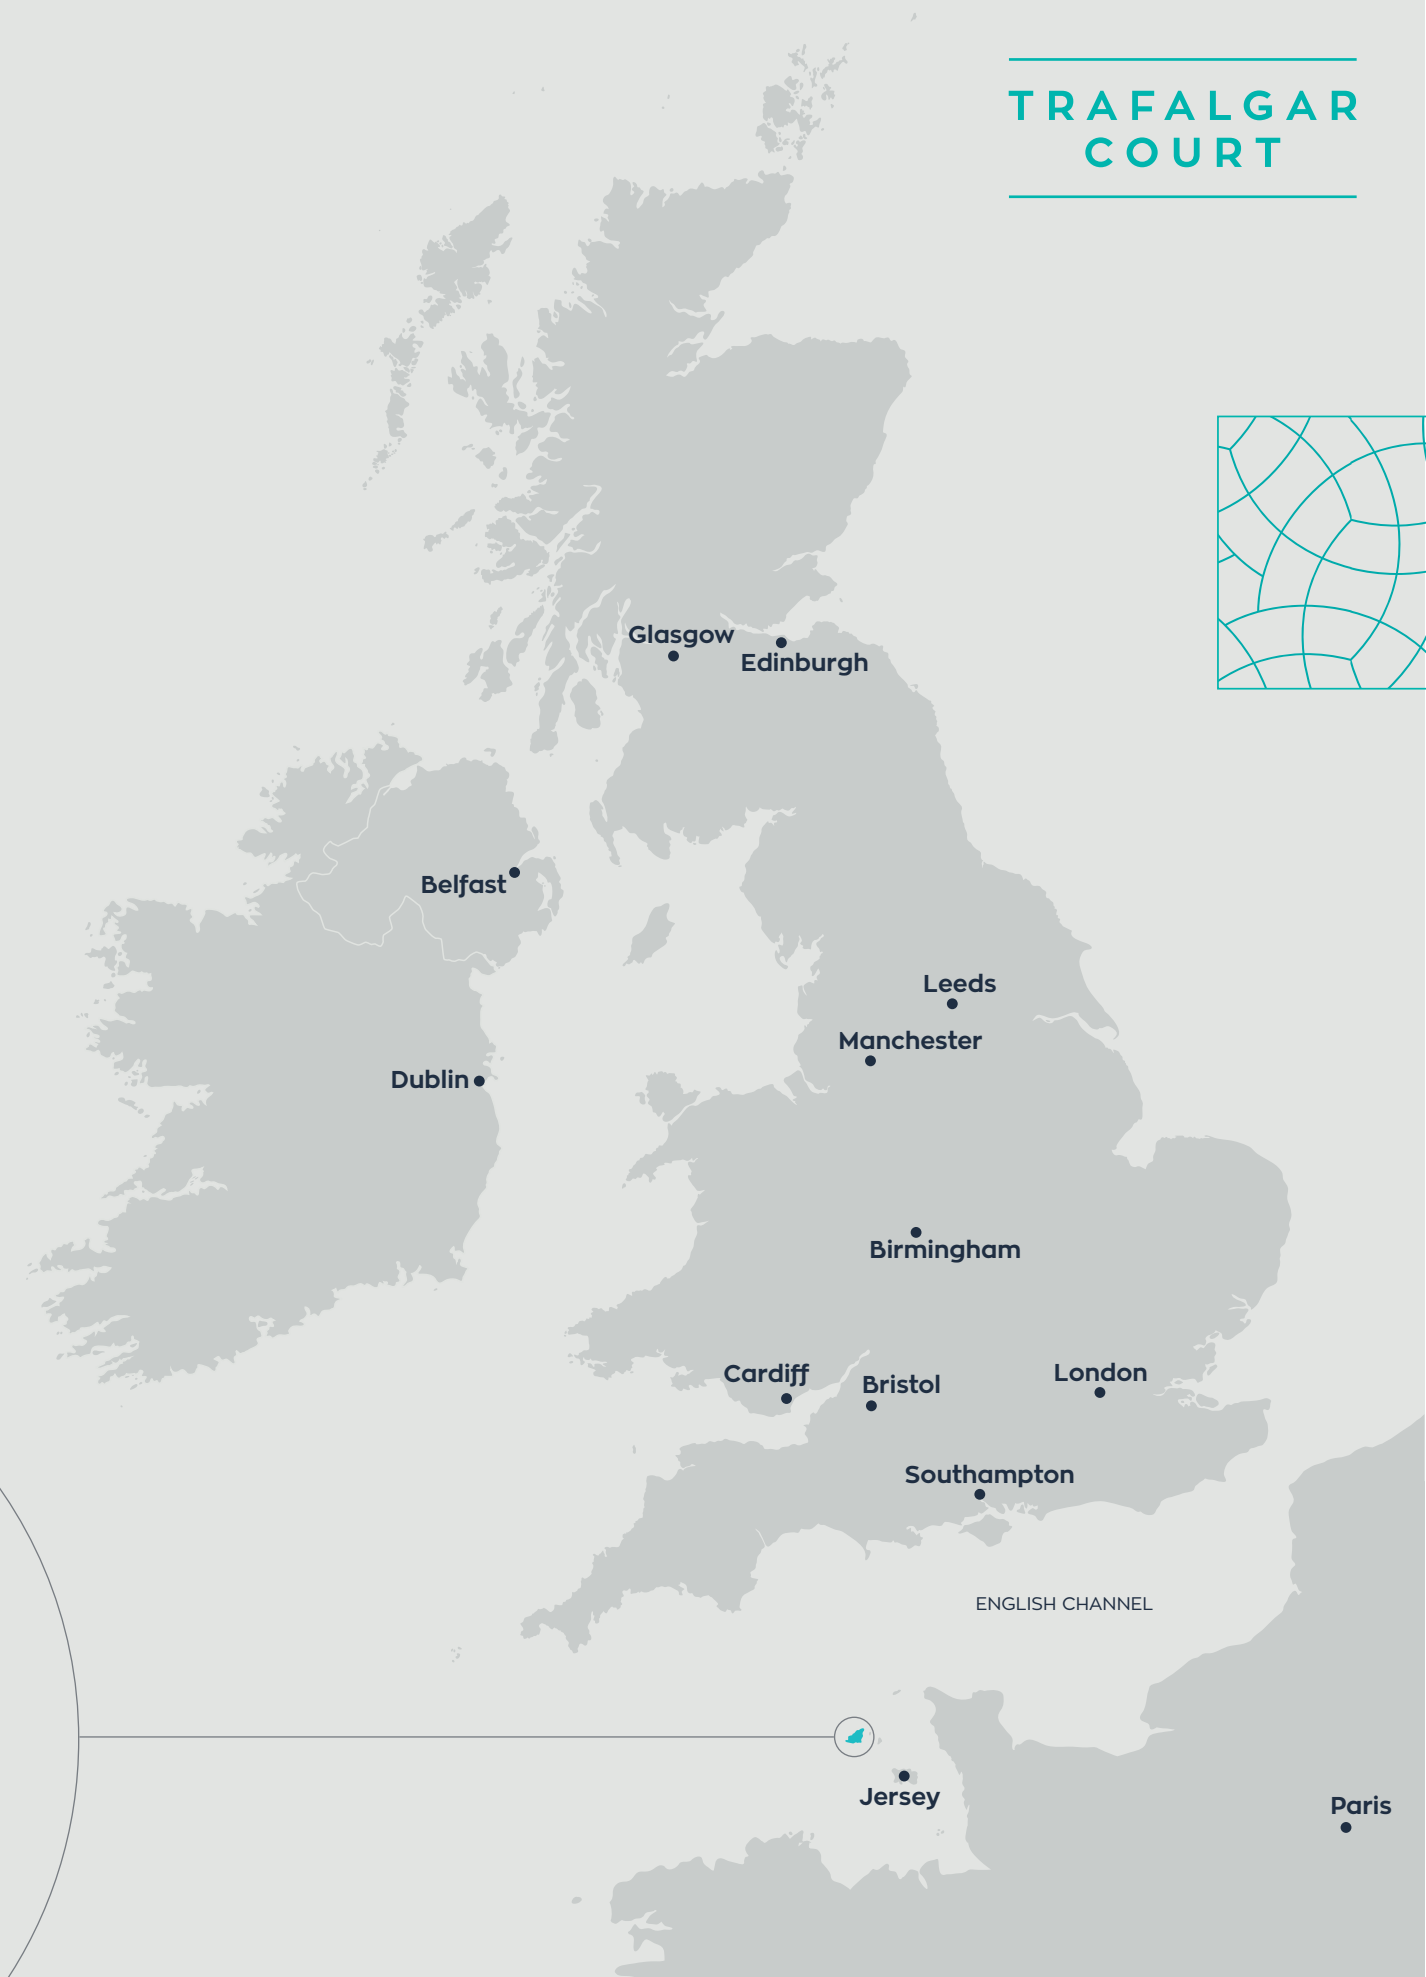 TRAFALGAR
COURT
Glasgow
Edinburgh
Belfast
Leeds
Manchester
Dublin
Birmingham
Cardiff
Bristol
London
Southampton
ENGLISH CHANNEL
Jersey
Paris